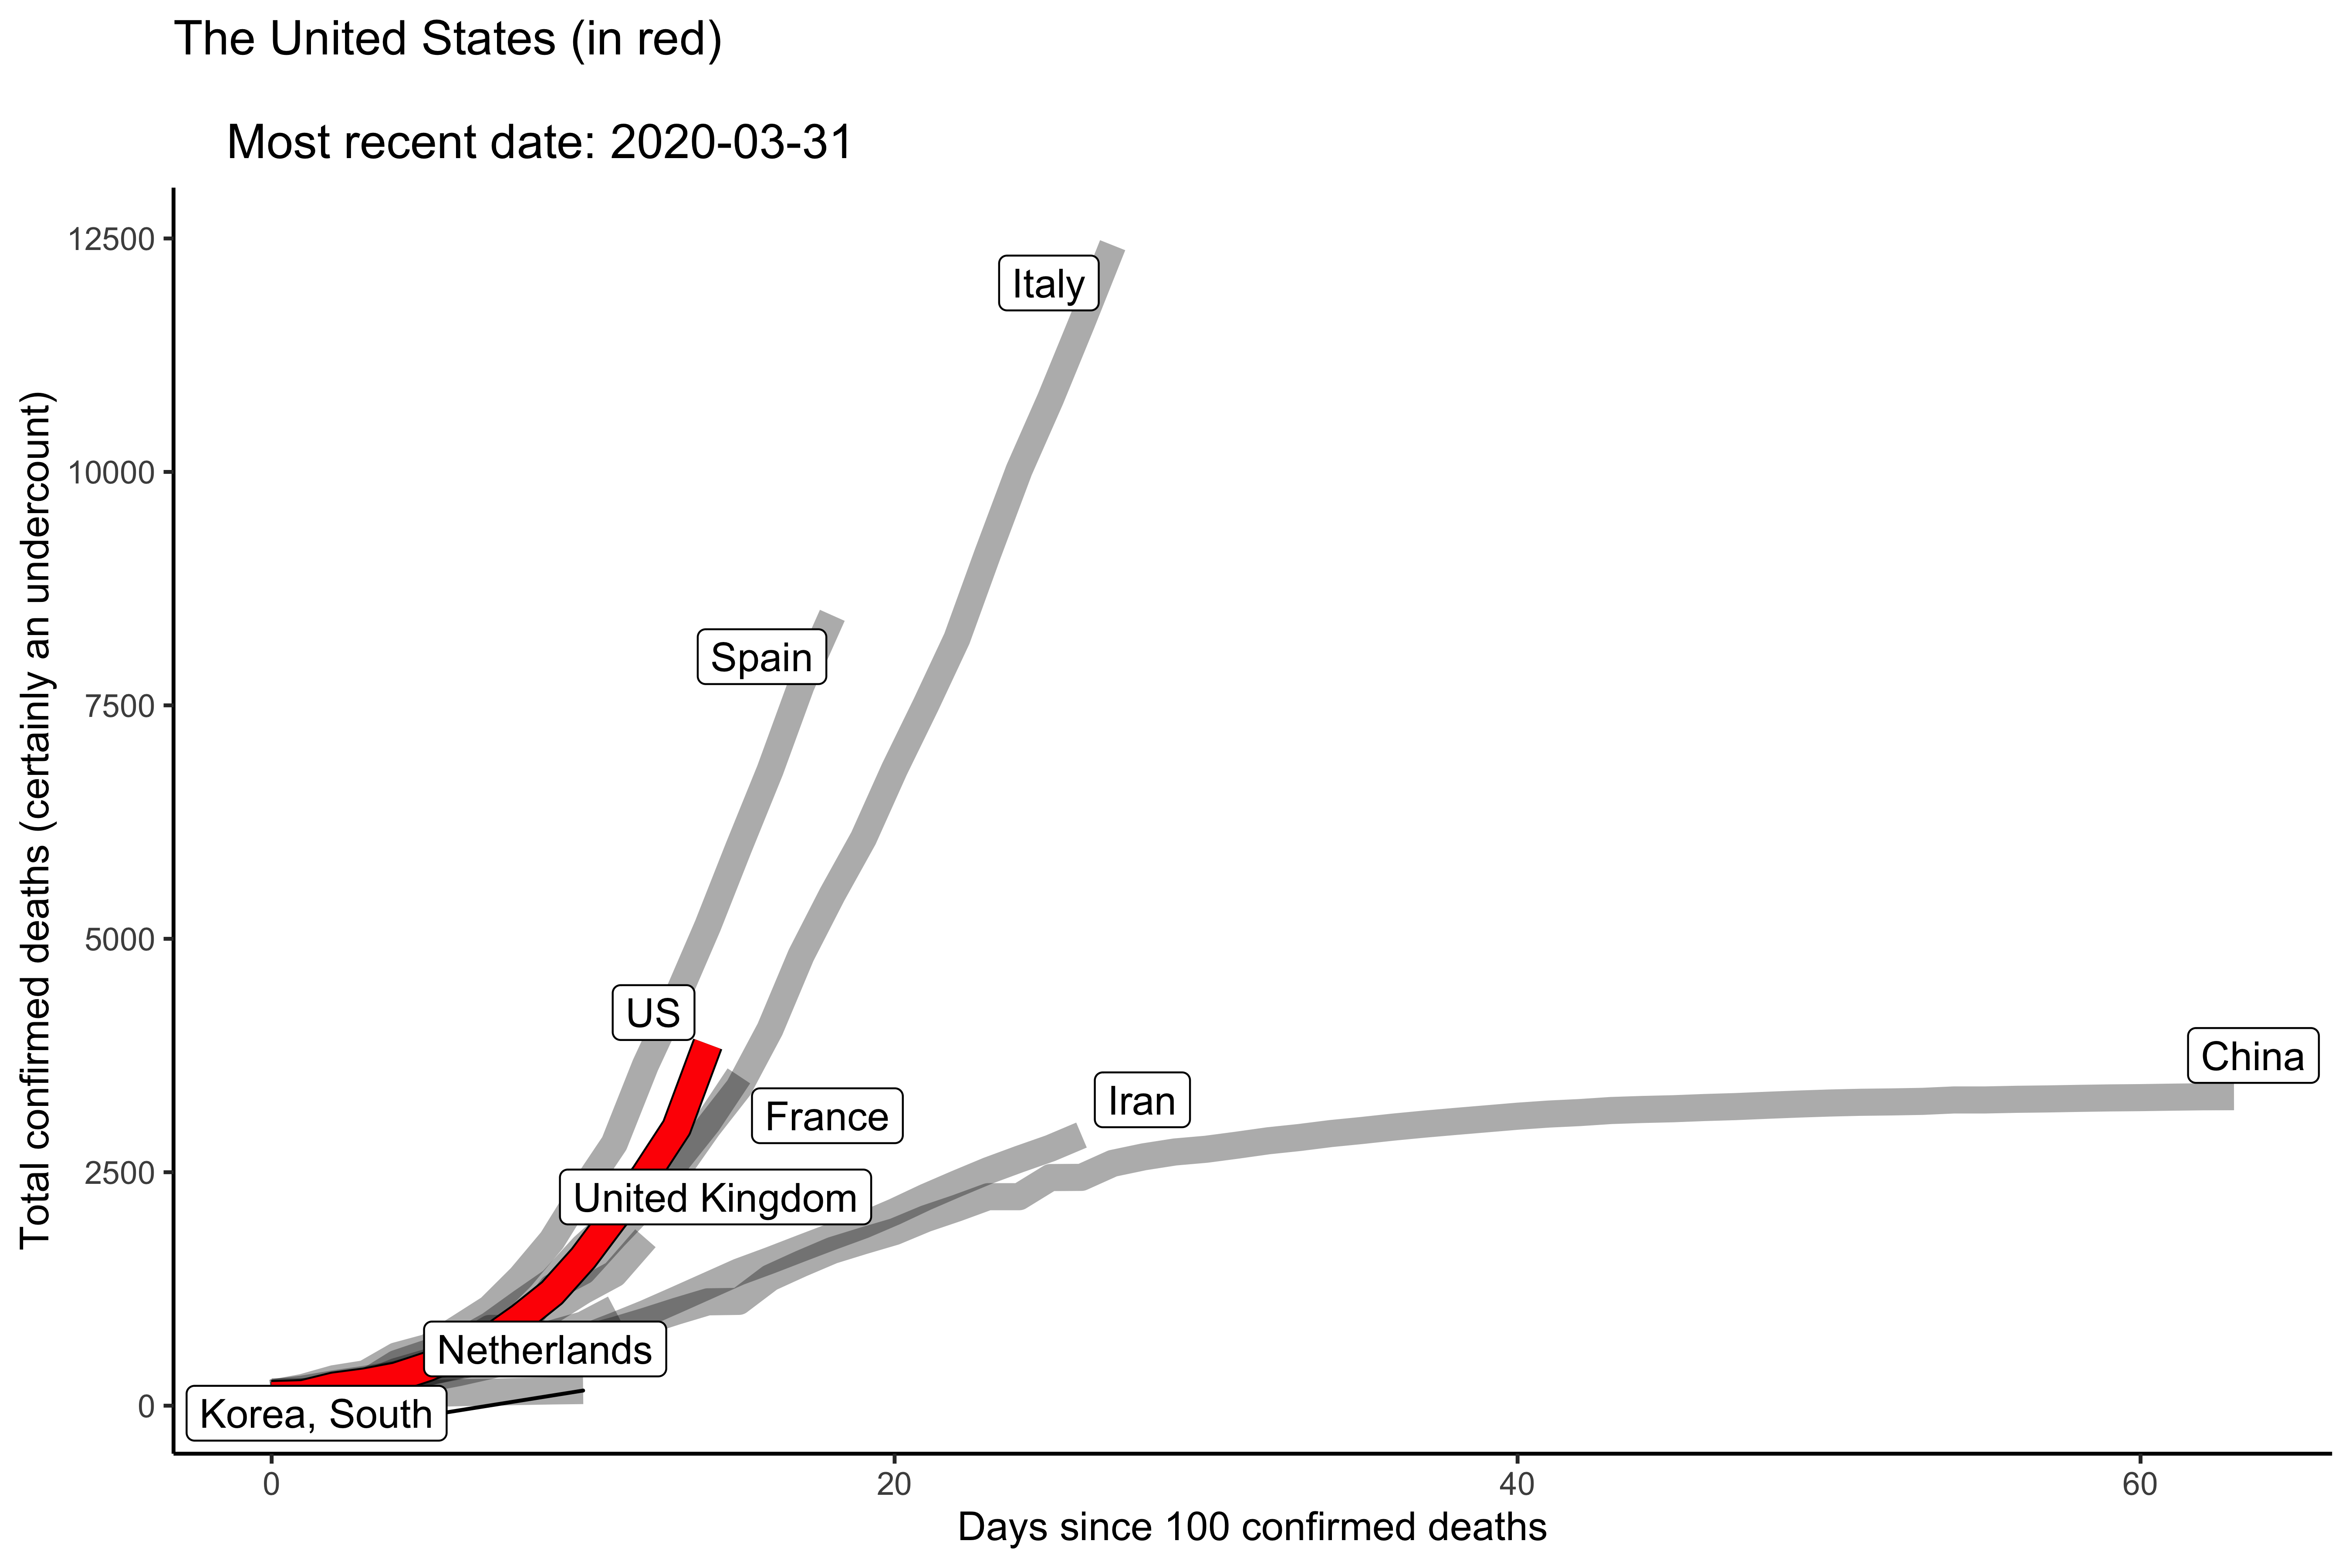 The United States (in red)
Most recent date: 2020-03-31
Total confirmed deaths (certainly an undercount)
12500
10000
7500
5000
2500
0
Italy
Spain
US
France
Iran
China
United Kingdom
Netherlands
Korea, South
0
20
40
60
Days since 100 confirmed deaths